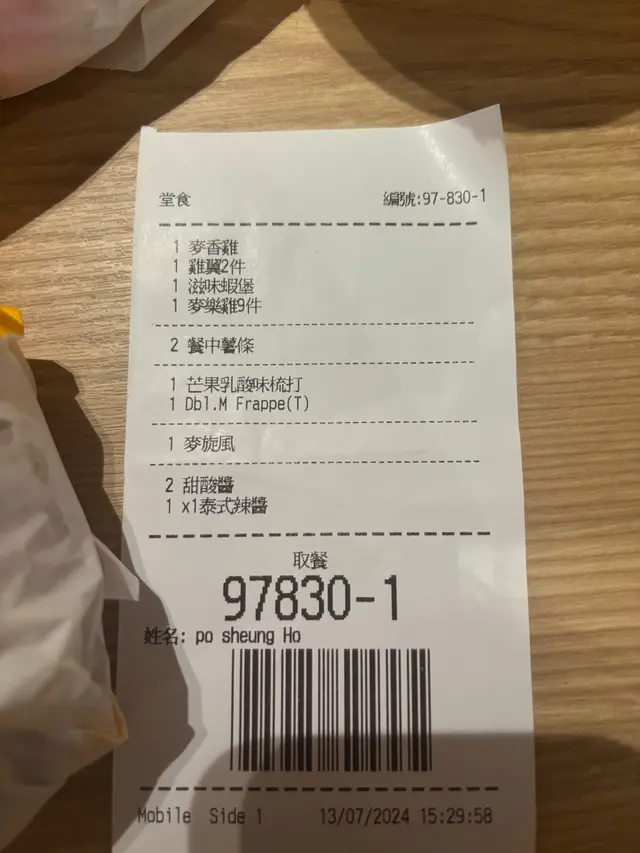 堂食 編號:97-830-1
1 麥香雞
1 雞翼2件
1 滋味蝦堡
1 麥樂雞9件
2 餐中薯條
1 芒果乳酸味梳打
1 Dbl.M Frappe(T)
1 麥旋風
2 甜酸醬
1 x1泰式辣醬
取餐
97830-1
姓名: po sheung Ho
Mobile Side 1 13/07/2024 15:29:58